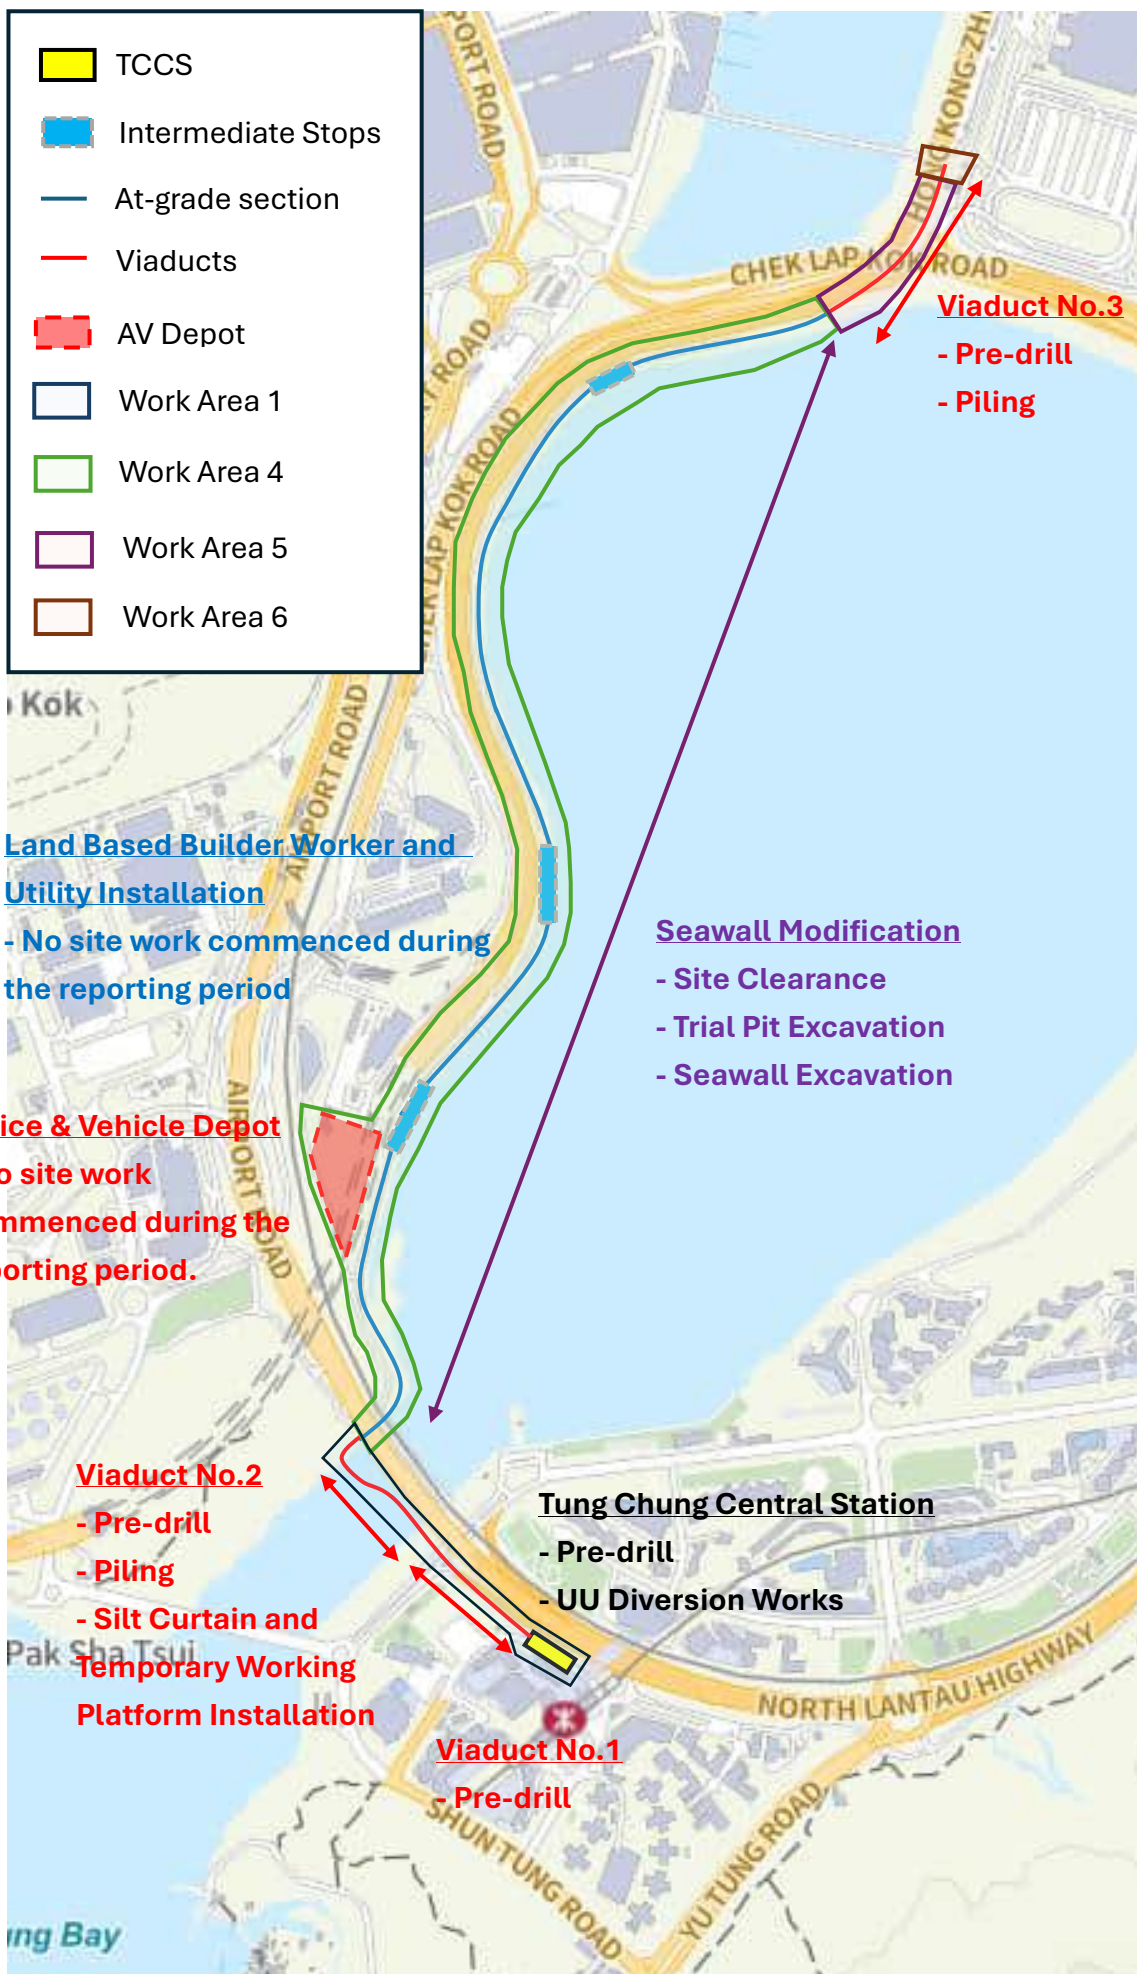 TCCS
Intermediate Stops
At-grade section
Viaducts
AV Depot
Work Area 1
Work Area 4
Work Area 5
Work Area 6
PORT ROAD
HONG KONG-ZH
CHEK LAP KOK ROAD
Viaduct No.3
- Pre-drill
- Piling
RT ROAD
CHEK LAP KOK ROAD
Kok
AIRPORT ROAD
Land Based Builder Worker and
Utility Installation
- No site work commenced during
the reporting period
Seawall Modification
- Site Clearance
- Trial Pit Excavation
- Seawall Excavation
ice & Vehicle Depot
o site work
mmenced during the
orting period.
AIRPORT ROAD
Viaduct No.2
- Pre-drill
- Piling
- Silt Curtain and
Temporary Working
Platform Installation
Tung Chung Central Station
- Pre-drill
- UU Diversion Works
Pak Sha Tsui
NORTH LANTAU HIGHWAY
Viaduct No.1
- Pre-drill
SHUN TUNG ROAD
YU TUNG ROAD
ung Bay